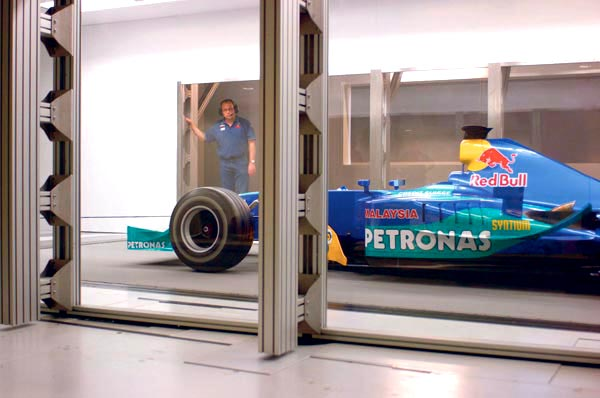 Red Bull
MALAYSIA
PETRONAS
SYNTIUM
PETRONAS